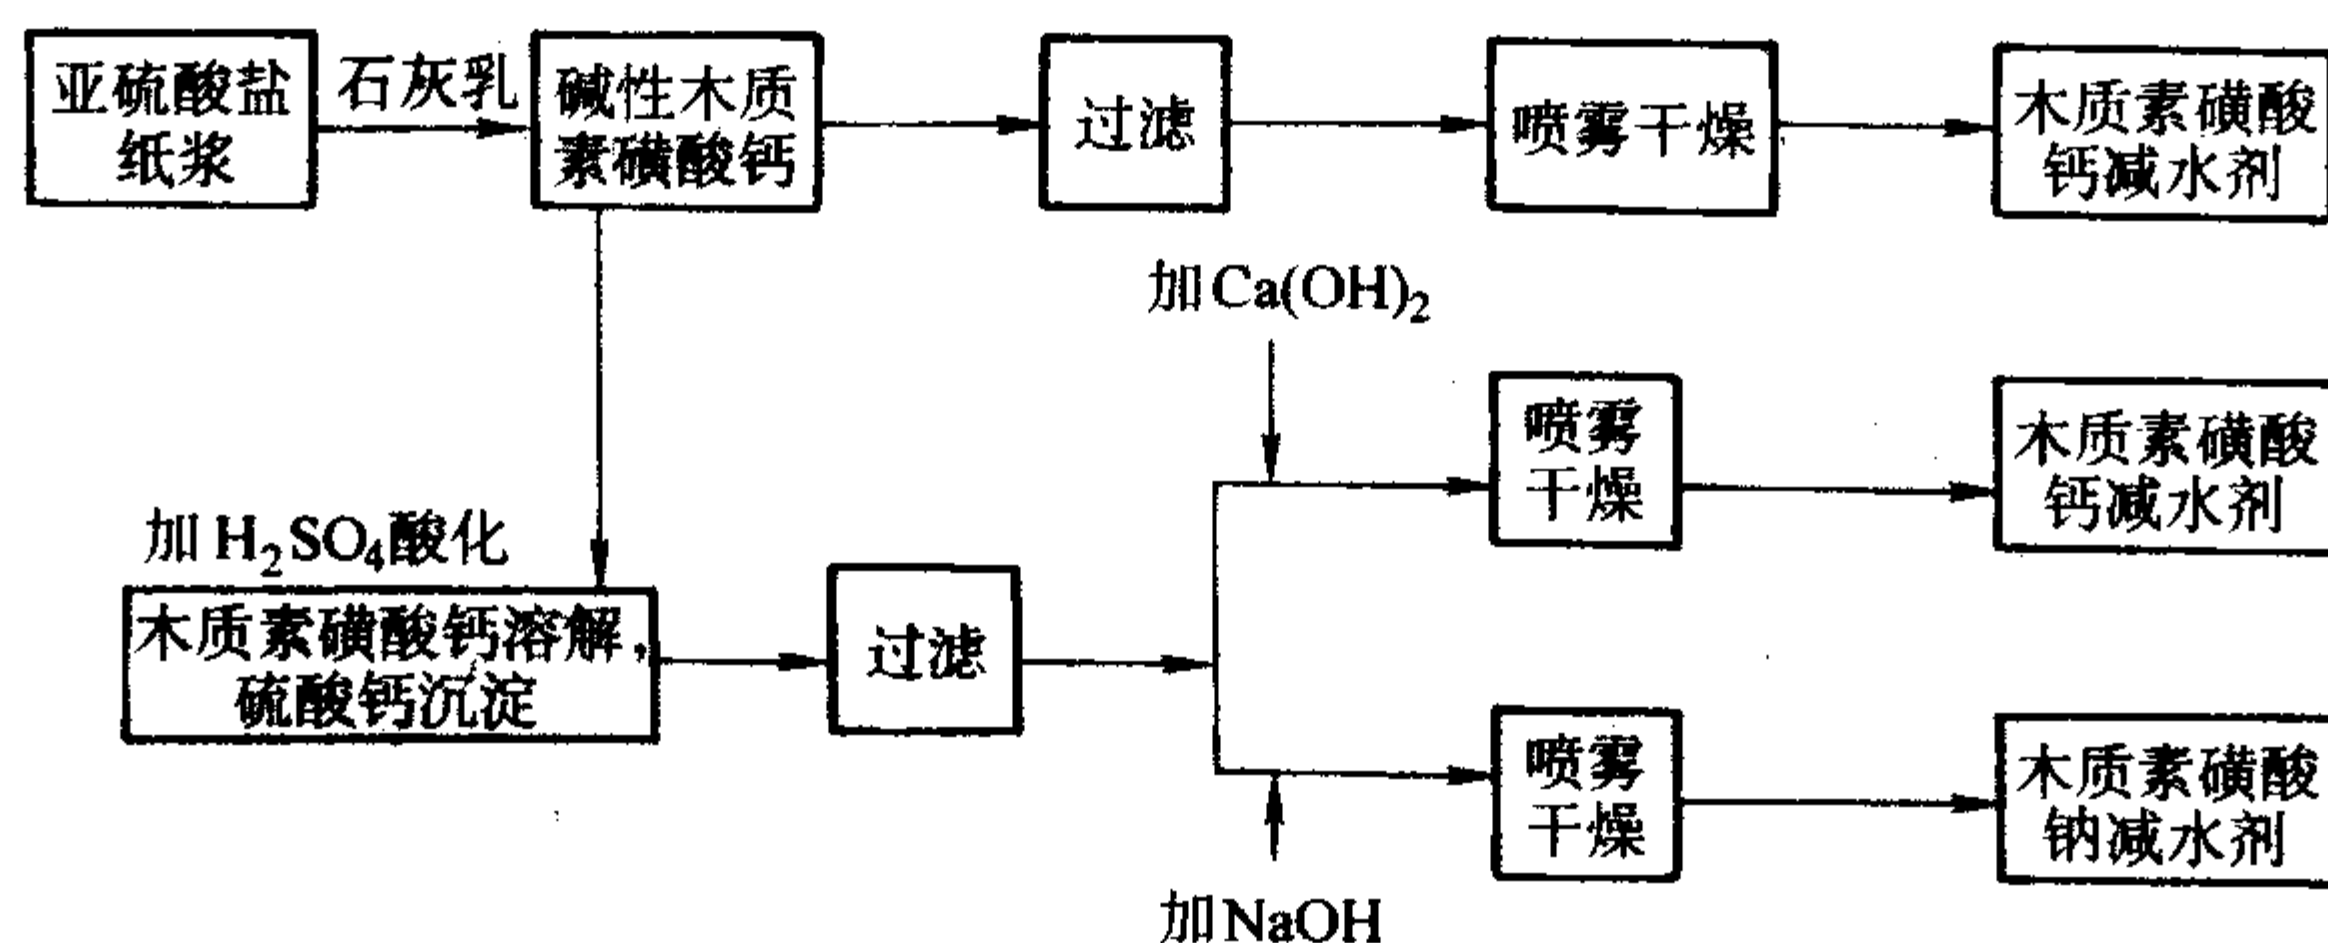 亚硫酸盐
纸浆
石灰乳
碱性木质
素磺酸钙
过滤
喷雾干燥
木质素磺酸
钙减水剂
加Ca(OH)₂
喷雾
干燥
木质素磺酸
钙减水剂
加H₂SO₄酸化
木质素磺酸钙溶解,
硫酸钙沉淀
过滤
喷雾
干燥
木质素磺酸
钠减水剂
加NaOH